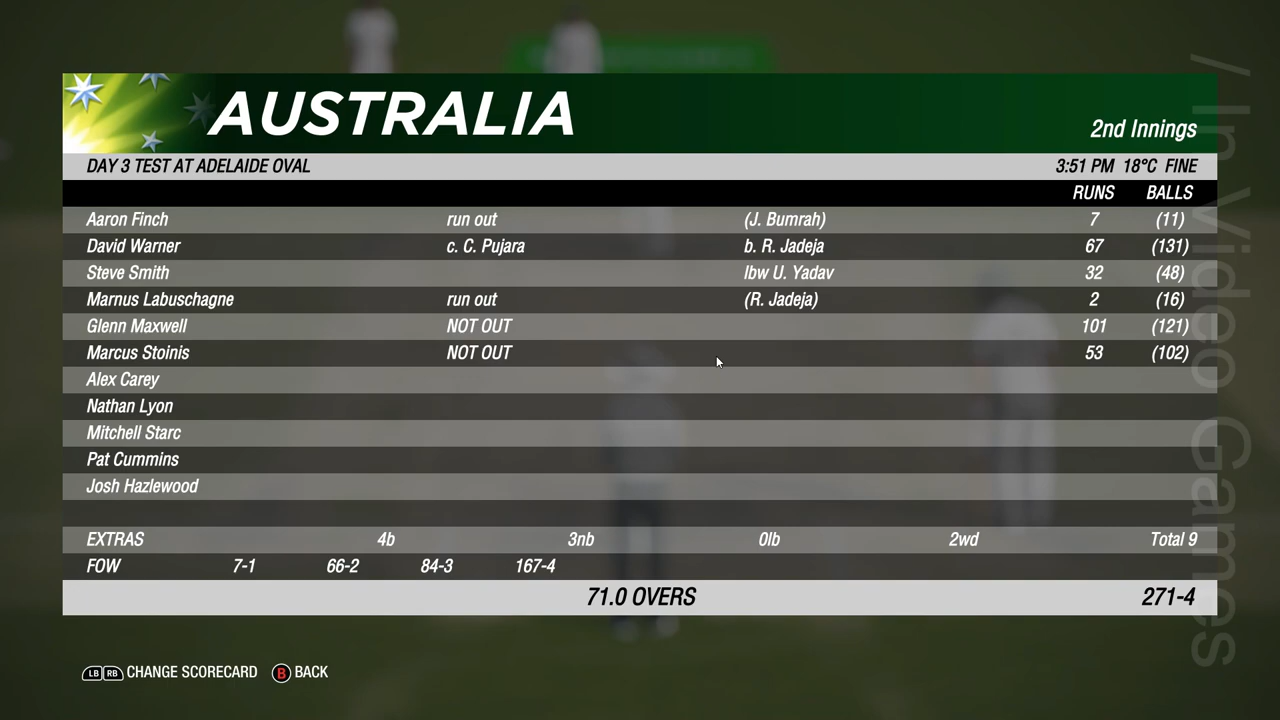 AUSTRALIA
2nd Innings
DAY 3 TEST AT ADELAIDE OVAL 3:51 PM 18°C FINE
RUNS BALLS
Aaron Finch run out (J. Bumrah) 7 (11)
David Warner c. C. Pujara b. R. Jadeja 67 (131)
Steve Smith lbw U. Yadav 32 (48)
Marnus Labuschagne run out (R. Jadeja) 2 (16)
Glenn Maxwell NOT OUT 101 (121)
Marcus Stoinis NOT OUT 53 (102)
Alex Carey
Nathan Lyon
Mitchell Starc
Pat Cummins
Josh Hazlewood
EXTRAS 4b 3nb 0lb 2wd Total 9
FOW 7-1 66-2 84-3 167-4
71.0 OVERS 271-4
LB RB CHANGE SCORECARD B BACK
/ In Video Games